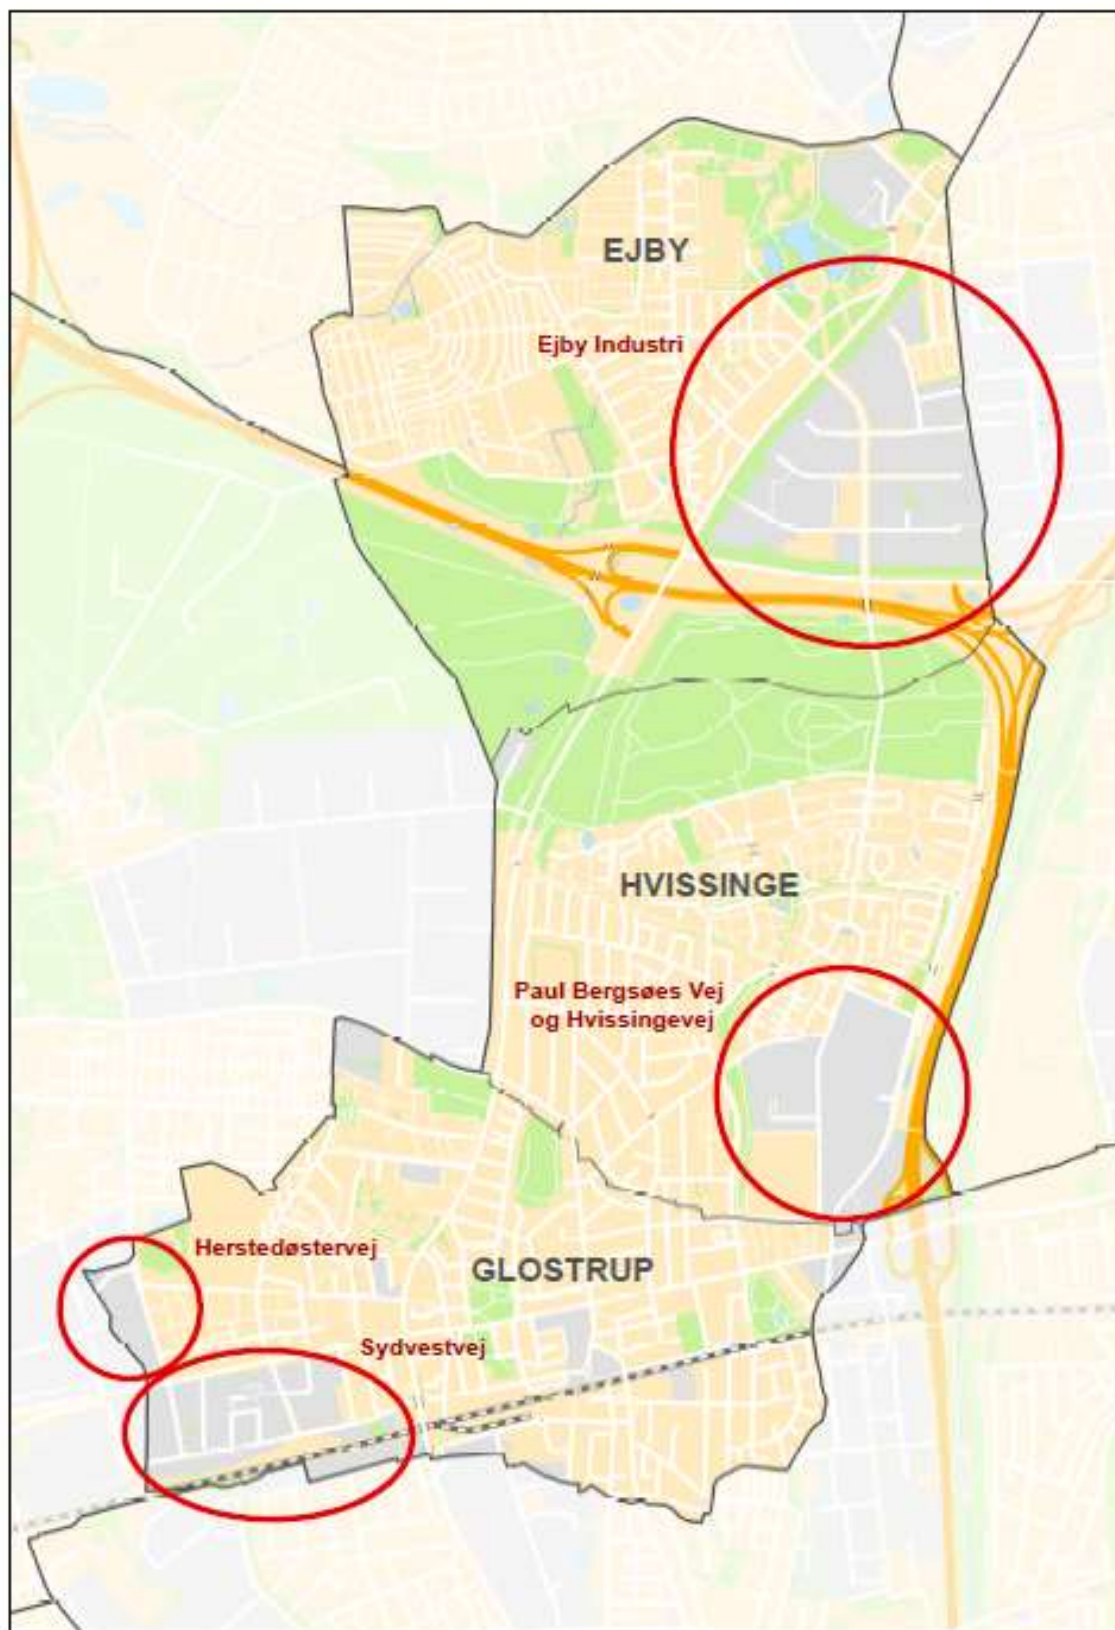 EJBY
Ejby Industri
HVISSINGE
Paul Bergsøes Vej
og Hvissingevej
Herstedøstervej
GLOSTRUP
Sydvestvej